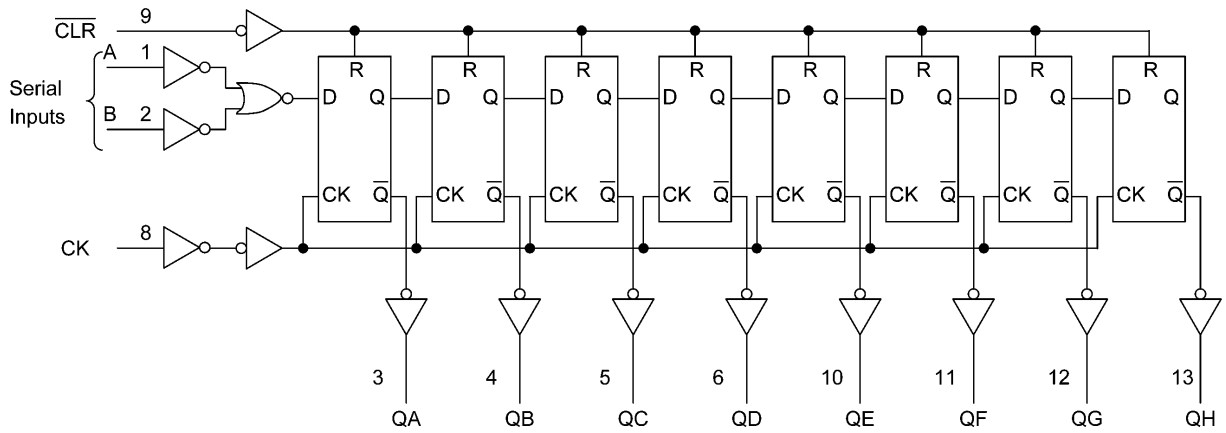 CLR 9
A 1
Serial Inputs
B 2
R R R R R R R R
D Q D Q D Q D Q D Q D Q D Q D
CK Q CK Q CK Q CK Q CK Q CK Q CK Q CK Q
CK 8
3 4 5 6 10 11 12 13
QA QB QC QD QE QF QG QH